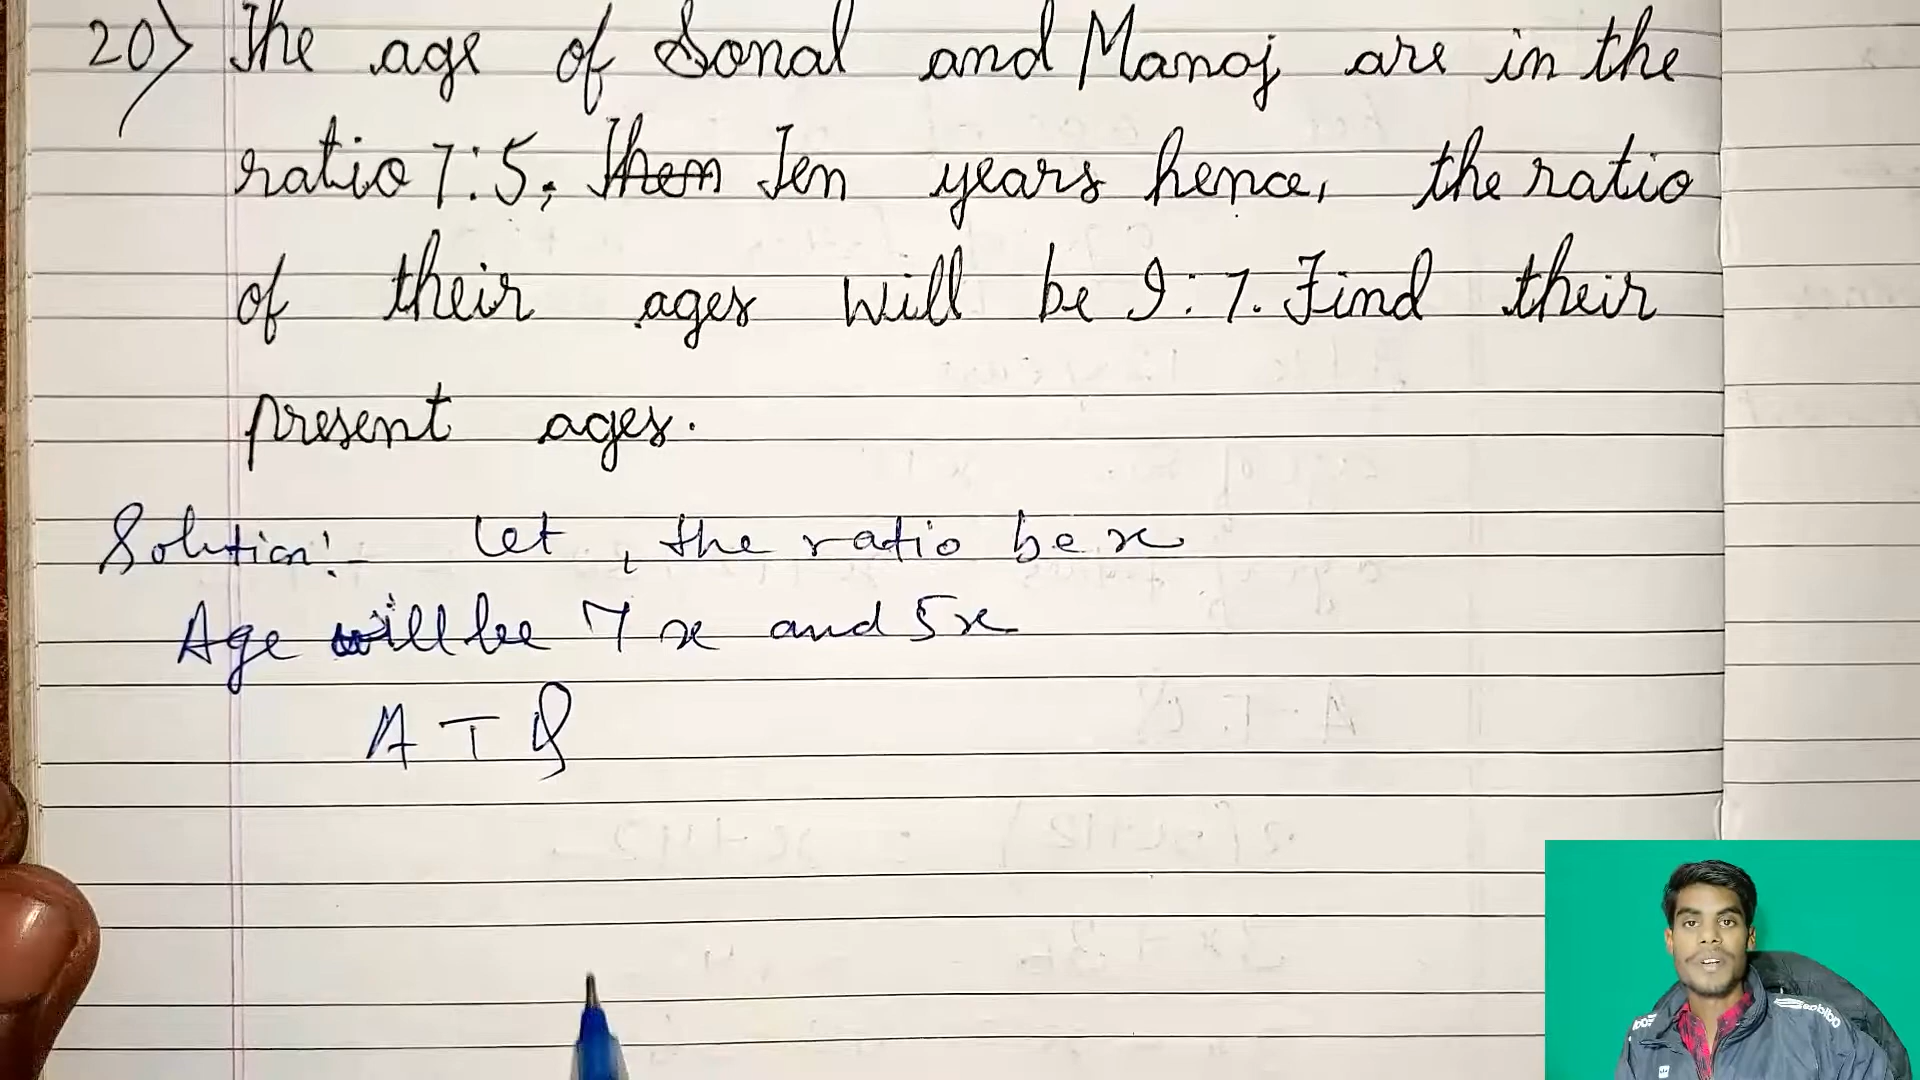 20) The age of Sonal and Manoj are in the
ratio 7:5, Then Ten years hence, the ratio
of their ages will be 9:7. Find their
present ages.
Solution:- Let, the ratio be x
Age will be 7x and 5x
A T Q